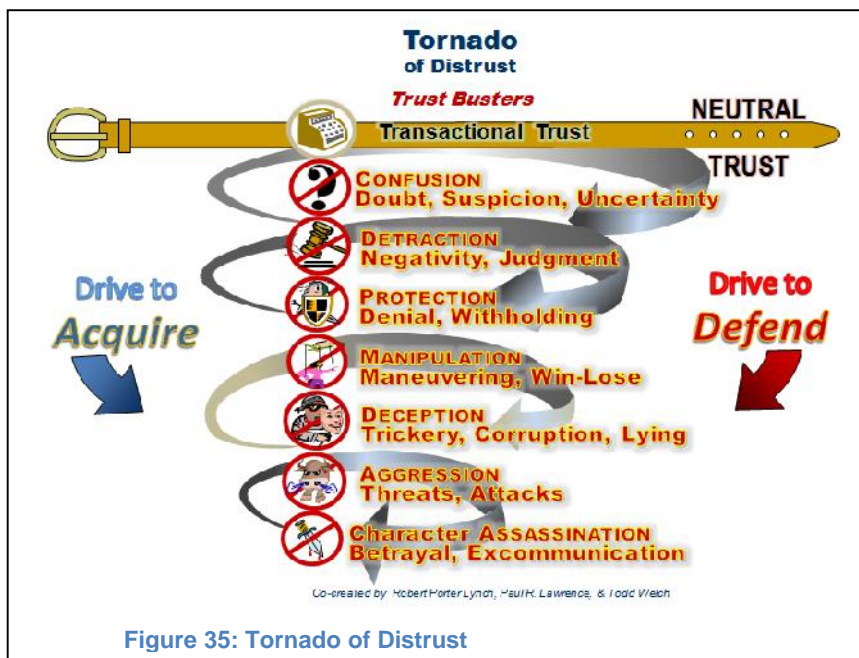 Tornado
of Distrust
Trust Busters
Transactional Trust
NEUTRAL
TRUST
CONFUSION
Doubt, Suspicion, Uncertainty
DETRACTION
Negativity, Judgment
PROTECTION
Denial, Withholding
Drive to
Acquire
Drive to
Defend
MANIPULATION
Maneuvering, Win-Lose
DECEPTION
Trickery, Corruption, Lying
AGGRESSION
Threats, Attacks
Character ASSASSINATION
Betrayal, Excommunication
Co-created by Robert Porter Lynch, Paul R. Lawrence, & Todd Welch
Figure 35: Tornado of Distrust